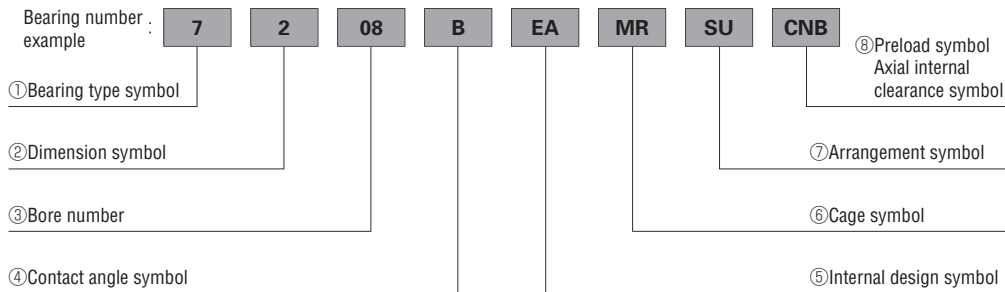 Bearing number example :
7 2 08 B EA MR SU CNB
⑧Preload symbol
Axial internal
clearance symbol
①Bearing type symbol
②Dimension symbol
⑦Arrangement symbol
③Bore number
⑥Cage symbol
④Contact angle symbol
⑤Internal design symbol